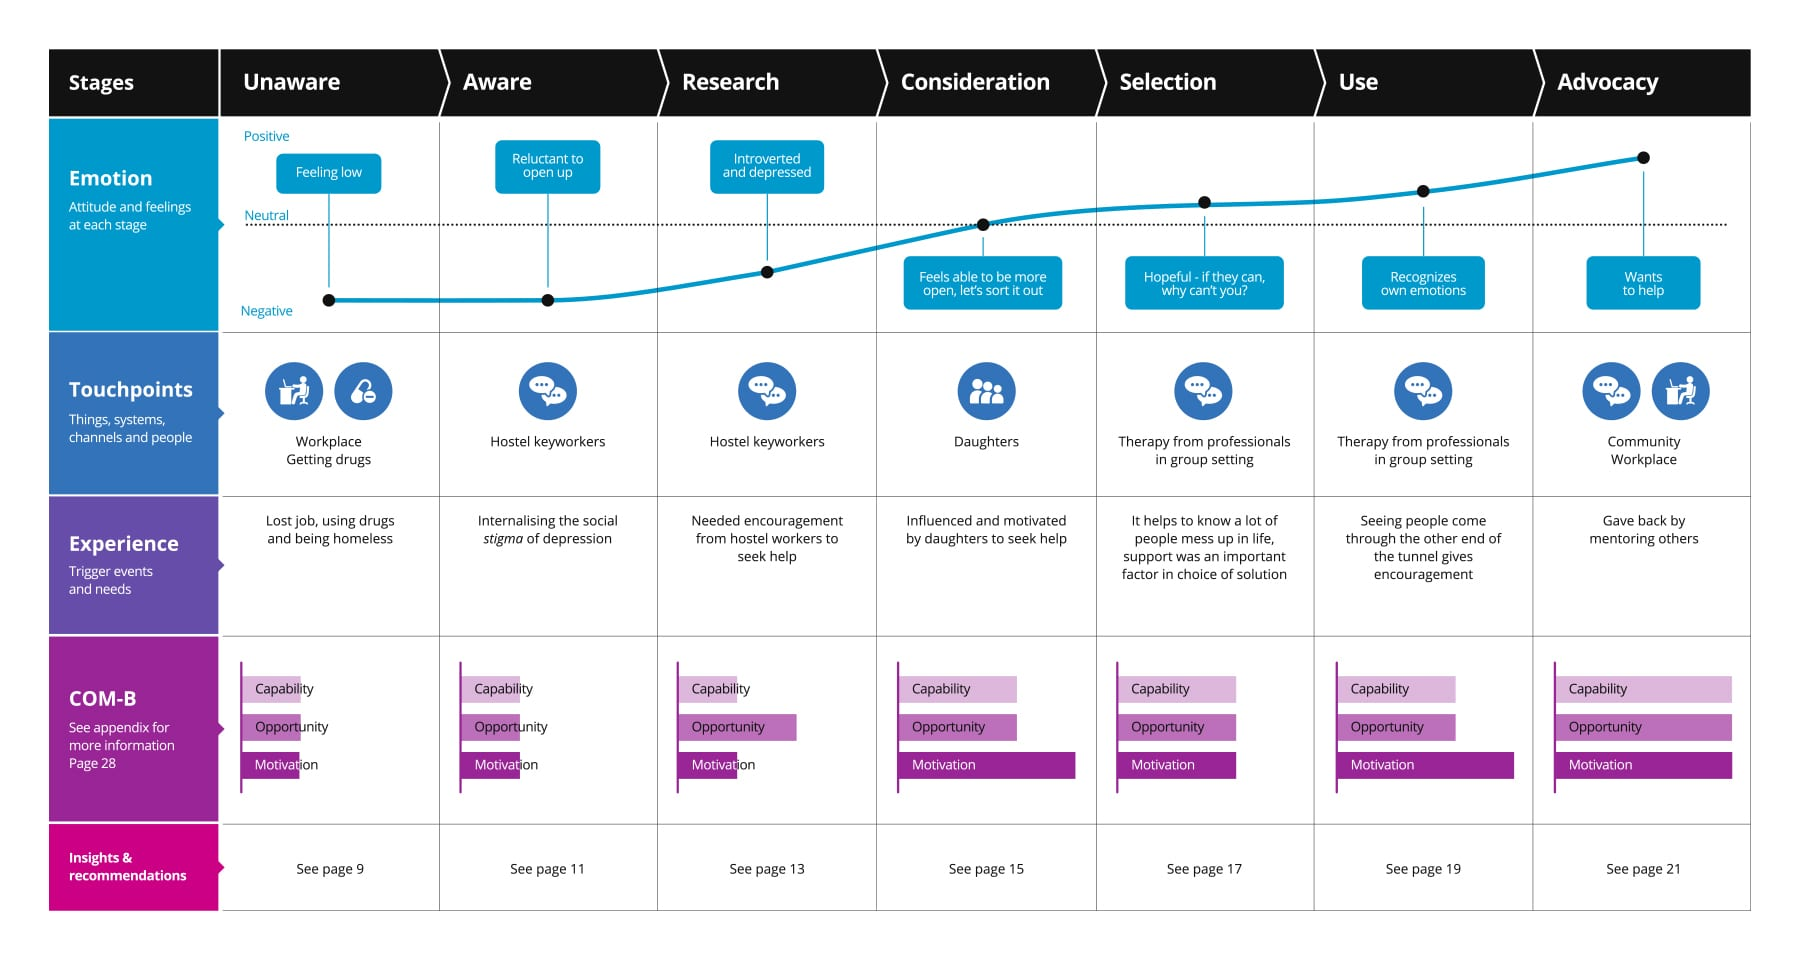 Stages
Unaware
Aware
Research
Consideration
Selection
Use
Advocacy
Emotion
Attitude and feelings
at each stage
Positive
Neutral
Negative
Feeling low
Reluctant to
open up
Introverted
and depressed
Feels able to be more
open, let's sort it out
Hopeful - if they can,
why can't you?
Recognizes
own emotions
Wants
to help
Touchpoints
Things, systems,
channels and people
Workplace
Getting drugs
Hostel keyworkers
Hostel keyworkers
Daughters
Therapy from professionals
in group setting
Therapy from professionals
in group setting
Community
Workplace
Experience
Trigger events
and needs
Lost job, using drugs
and being homeless
Internalising the social
stigma of depression
Needed encouragement
from hostel workers to
seek help
Influenced and motivated
by daughters to seek help
It helps to know a lot of
people mess up in life,
support was an important
factor in choice of solution
Seeing people come
through the other end of
the tunnel gives
encouragement
Gave back by
mentoring others
COM-B
See appendix for
more information
Page 28
Capability
Opportunity
Motivation
Capability
Opportunity
Motivation
Capability
Opportunity
Motivation
Capability
Opportunity
Motivation
Capability
Opportunity
Motivation
Capability
Opportunity
Motivation
Capability
Opportunity
Motivation
Insights &
recommendations
See page 9
See page 11
See page 13
See page 15
See page 17
See page 19
See page 21